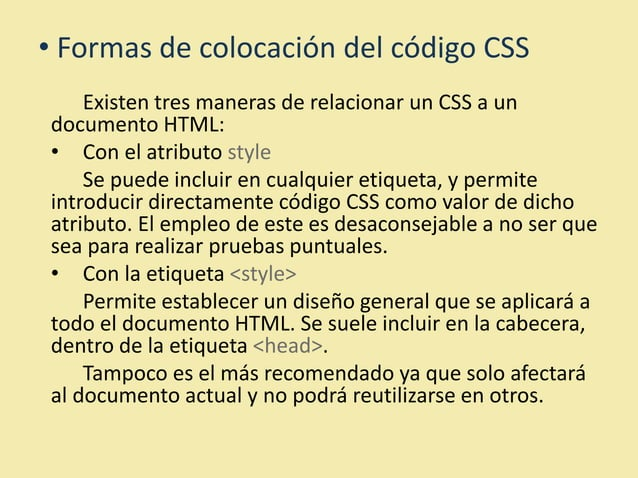 • Formas de colocación del código CSS
Existen tres maneras de relacionar un CSS a un
documento HTML:
• Con el atributo style
Se puede incluir en cualquier etiqueta, y permite
introducir directamente código CSS como valor de dicho
atributo. El empleo de este es desaconsejable a no ser que
sea para realizar pruebas puntuales.
• Con la etiqueta <style>
Permite establecer un diseño general que se aplicará a
todo el documento HTML. Se suele incluir en la cabecera,
dentro de la etiqueta <head>.
Tampoco es el más recomendado ya que solo afectará
al documento actual y no podrá reutilizarse en otros.